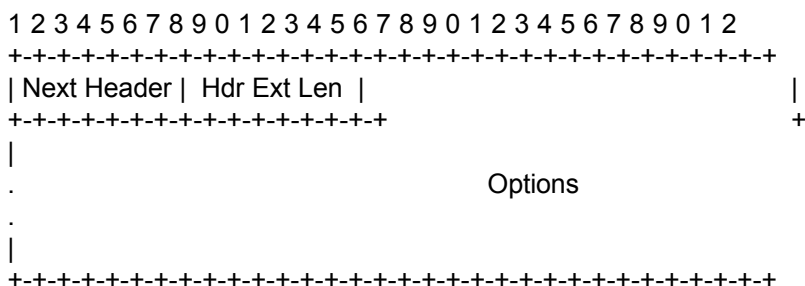 1 2 3 4 5 6 7 8 9 0 1 2 3 4 5 6 7 8 9 0 1 2 3 4 5 6 7 8 9 0 1 2
+-+-+-+-+-+-+-+-+-+-+-+-+-+-+-+-+-+-+-+-+-+-+-+-+-+-+-+-+-+-+-+-+
| Next Header | Hdr Ext Len | |
+-+-+-+-+-+-+-+-+-+-+-+-+-+-+-+-+ +
|
. Options
.
|
+-+-+-+-+-+-+-+-+-+-+-+-+-+-+-+-+-+-+-+-+-+-+-+-+-+-+-+-+-+-+-+-+